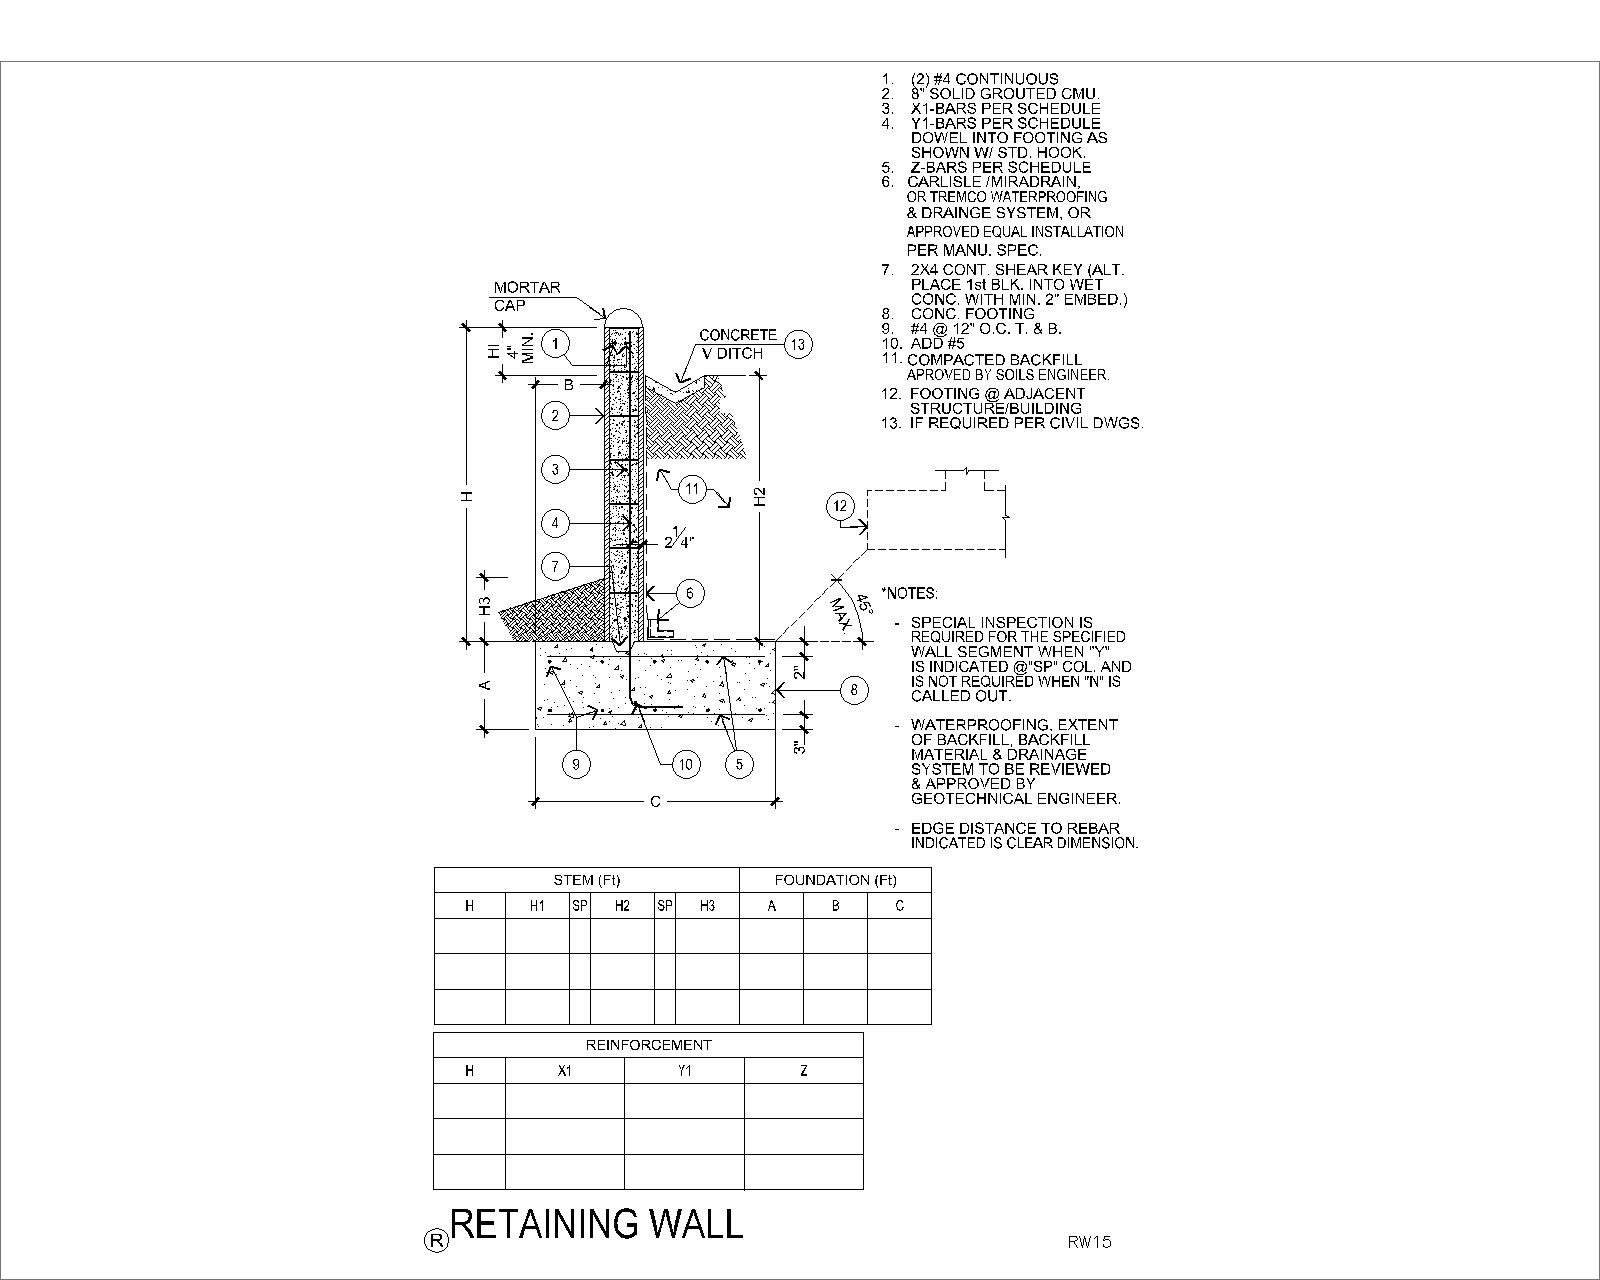 1. (2) #4 CONTINUOUS
2. 8" SOLID GROUTED CMU.
3. X1-BARS PER SCHEDULE
4. Y1-BARS PER SCHEDULE
DOWEL INTO FOOTING AS
SHOWN W/ STD. HOOK.
5. Z-BARS PER SCHEDULE
6. CARLISLE /MIRADRAIN,
OR TREMCO WATERPROOFING
& DRAINGE SYSTEM, OR
APPROVED EQUAL INSTALLATION
PER MANU. SPEC.
7. 2X4 CONT. SHEAR KEY (ALT.
PLACE 1st BLK. INTO WET
CONC. WITH MIN. 2" EMBED.)
8. CONC. FOOTING
9. #4 @ 12" O.C. T. & B.
10. ADD #5
11. COMPACTED BACKFILL
APROVED BY SOILS ENGINEER.
12. FOOTING @ ADJACENT
STRUCTURE/BUILDING
13. IF REQUIRED PER CIVIL DWGS.
MORTAR
CAP
CONCRETE
V DITCH
13
HI
4"
MIN.
1
B
2
3
11
H
H2
12
4
2 1/4"
7
6
H3
45°
MAX.
A
2"
8
3"
9
10
5
C
*NOTES:
- SPECIAL INSPECTION IS
REQUIRED FOR THE SPECIFIED
WALL SEGMENT WHEN "Y"
IS INDICATED @"SP" COL. AND
IS NOT REQUIRED WHEN "N" IS
CALLED OUT.
- WATERPROOFING, EXTENT
OF BACKFILL, BACKFILL
MATERIAL & DRAINAGE
SYSTEM TO BE REVIEWED
& APPROVED BY
GEOTECHNICAL ENGINEER.
- EDGE DISTANCE TO REBAR
INDICATED IS CLEAR DIMENSION.
STEM (Ft) FOUNDATION (Ft)
H H1 SP H2 SP H3 A B C
REINFORCEMENT
H X1 Y1 Z
R RETAINING WALL
RW15